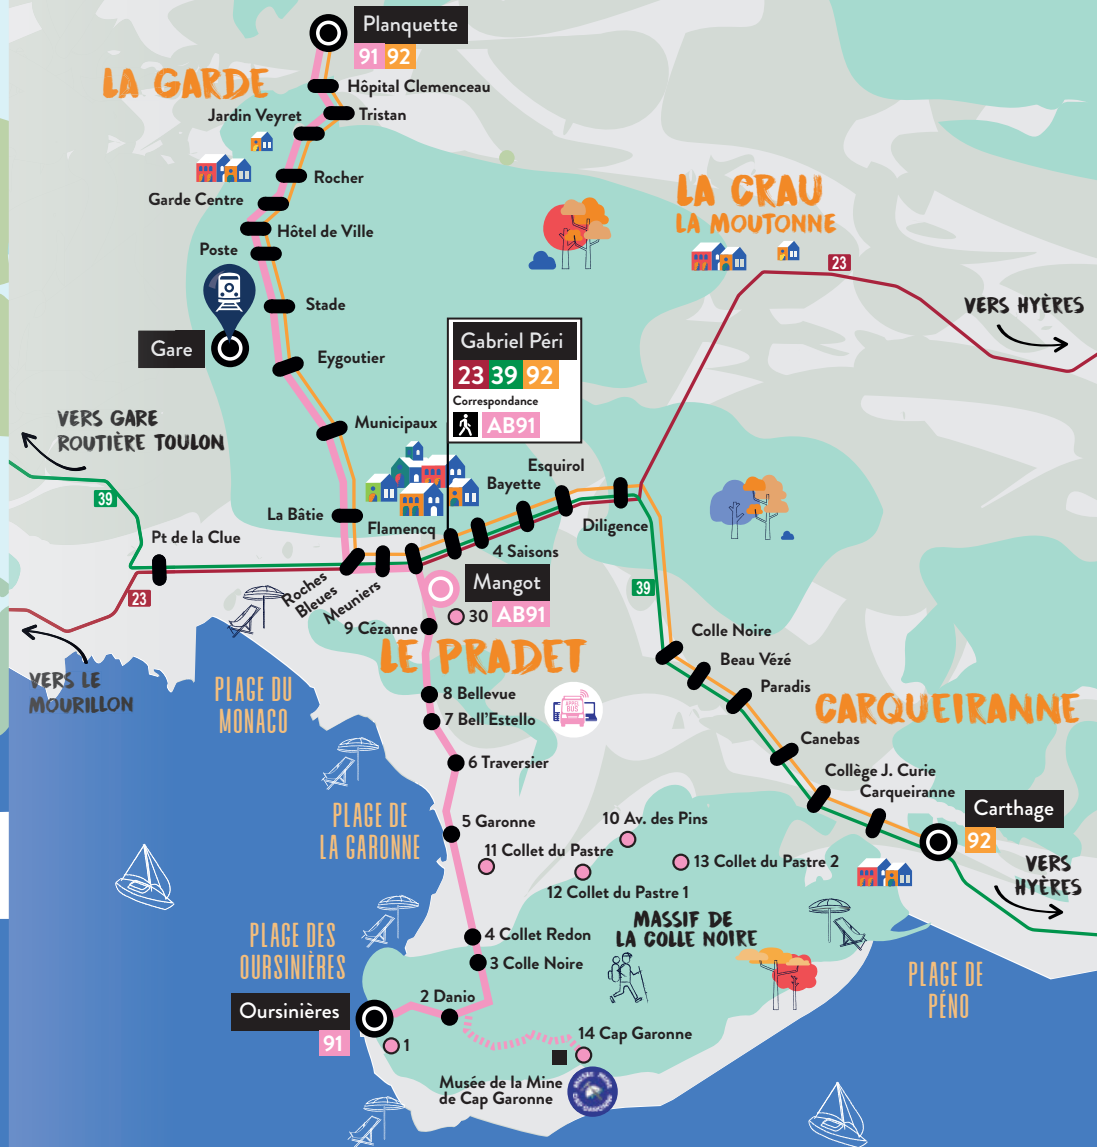 Planquette
91 92
LA GARDE
Hôpital Clemenceau
Jardin Veyret
Tristan
Rocher
Garde Centre
Hôtel de Ville
Poste
Stade
Gare
Eygoutier
Municipaux
LA CRAU
LA MOUTONNE
23
VERS HYÈRES
Gabriel Péri
23 39 92
Correspondance
AB91
VERS GARE
ROUTIÈRE TOULON
39
Esquirol
Bayette
La Bâtie
Flamencq
Diligence
Pt de la Clue
4 Saisons
23
Roches
Bleues
Meuniers
Mangot
30 AB91
39
9 Cézanne
LE PRADET
Colle Noire
Beau Vézé
Paradis
VERS LE
MOURILLON
PLAGE DU
MONACO
8 Bellevue
7 Bell'Estello
APPEL
BUS
CARQUEIRANNE
6 Traversier
Canebas
Collège J. Curie
Carqueiranne
Carthage
92
PLAGE DE
LA GARONNE
5 Garonne
10 Av. des Pins
11 Collet du Pastre
13 Collet du Pastre 2
12 Collet du Pastre 1
VERS
HYÈRES
MASSIF DE
LA COLLE NOIRE
PLAGE DES
OURSINIÈRES
4 Collet Redon
3 Colle Noire
PLAGE DE
PÉNO
2 Danio
Oursinières
91
1
14 Cap Garonne
Musée de la Mine
de Cap Garonne
MUSÉE MINE
CAP GARONNE